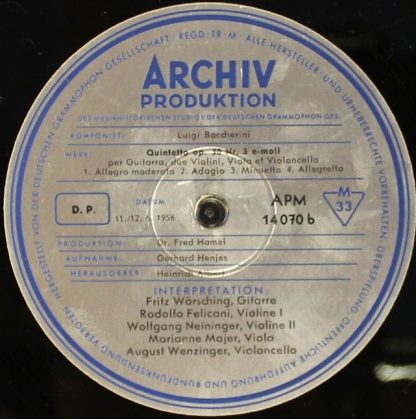 HERGESTELLT VON DER DEUTSCHEN GRAMMOPHON GESELLSCHAFT · REGD·TR·M · ALLE HERSTELLER- UND URHEBERRECHTE VORBEHALTEN · ÜBERSPIELUNG · ÖFFENTLICHE AUFFÜHRUNG UND RUNDFUNKSENDUNG VERBOTEN
ARCHIV
PRODUKTION
DES MUSIKHISTORISCHEN STUDIOS DER DEUTSCHEN GRAMMOPHON GES.
KOMPONIST: Luigi Boccherini
WERK: Quintetto op. 50 Nr. 3 e-moll
per Guitarra, due Violini, Viola et Violoncello
1. Allegro moderato 2. Adagio 3. Minuetto 4. Allegretto
D. P.
DATUM
11./12. 6. 1956
APM
14 070 b
M
33
PRODUKTION: Dr. Fred Hamel
AUFNAHME: Gerhard Henjes
HERAUSGEBER: Heinrich Albert
INTERPRETATION:
Fritz Wörsching, Gitarre
Rodolfo Felicani, Violine I
Wolfgang Neininger, Violine II
Marianne Majer, Viola
August Wenzinger, Violoncello